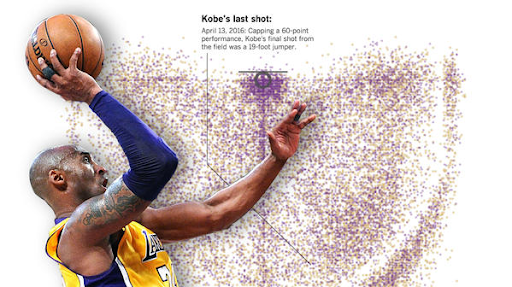 Kobe's last shot:
April 13, 2016: Capping a 60-point
performance, Kobe's final shot from
the field was a 19-foot jumper.
SPALDING